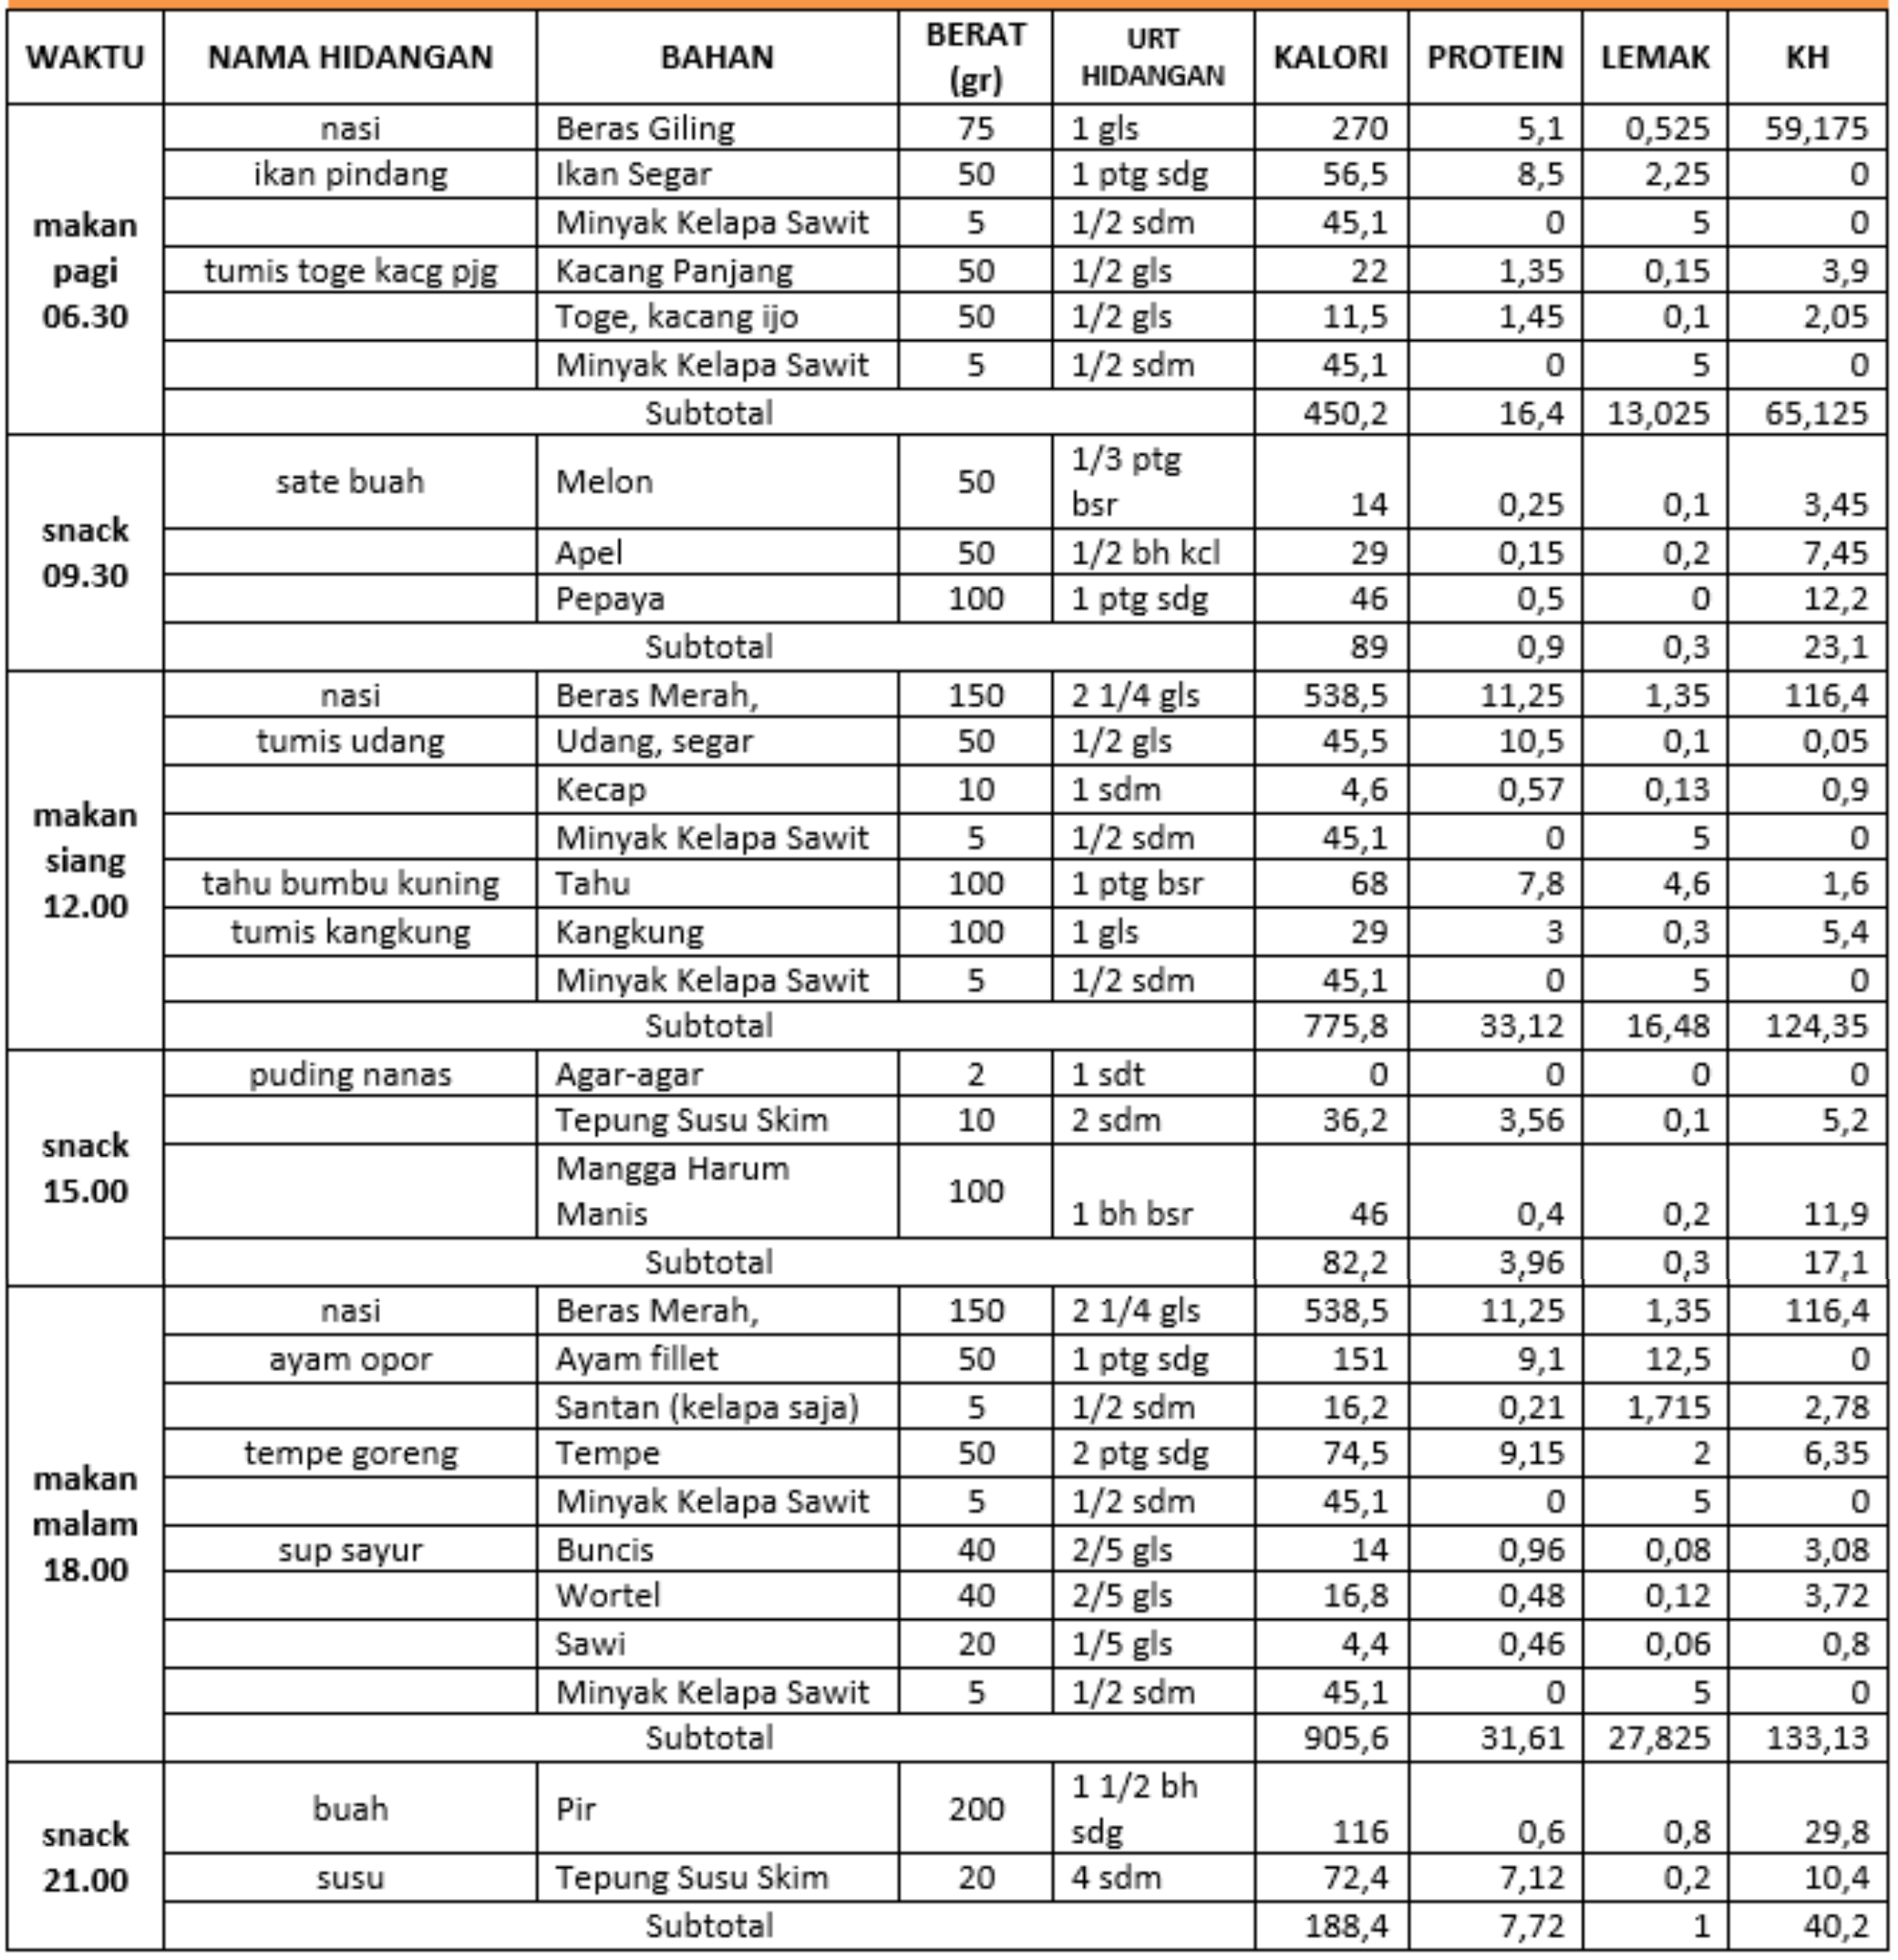 WAKTU NAMA HIDANGAN BAHAN BERAT (gr) URT HIDANGAN KALORI PROTEIN LEMAK KH
makan pagi 06.30
nasi Beras Giling 75 1 gls 270 5,1 0,525 59,175
ikan pindang Ikan Segar 50 1 ptg sdg 56,5 8,5 2,25 0
Minyak Kelapa Sawit 5 1/2 sdm 45,1 0 5 0
tumis toge kacg pjg Kacang Panjang 50 1/2 gls 22 1,35 0,15 3,9
Toge, kacang ijo 50 1/2 gls 11,5 1,45 0,1 2,05
Minyak Kelapa Sawit 5 1/2 sdm 45,1 0 5 0
Subtotal 450,2 16,4 13,025 65,125
snack 09.30
sate buah Melon 50 1/3 ptg bsr 14 0,25 0,1 3,45
Apel 50 1/2 bh kcl 29 0,15 0,2 7,45
Pepaya 100 1 ptg sdg 46 0,5 0 12,2
Subtotal 89 0,9 0,3 23,1
makan siang 12.00
nasi Beras Merah, 150 2 1/4 gls 538,5 11,25 1,35 116,4
tumis udang Udang, segar 50 1/2 gls 45,5 10,5 0,1 0,05
Kecap 10 1 sdm 4,6 0,57 0,13 0,9
Minyak Kelapa Sawit 5 1/2 sdm 45,1 0 5 0
tahu bumbu kuning Tahu 100 1 ptg bsr 68 7,8 4,6 1,6
tumis kangkung Kangkung 100 1 gls 29 3 0,3 5,4
Minyak Kelapa Sawit 5 1/2 sdm 45,1 0 5 0
Subtotal 775,8 33,12 16,48 124,35
snack 15.00
puding nanas Agar-agar 2 1 sdt 0 0 0 0
Tepung Susu Skim 10 2 sdm 36,2 3,56 0,1 5,2
Mangga Harum Manis 100 1 bh bsr 46 0,4 0,2 11,9
Subtotal 82,2 3,96 0,3 17,1
makan malam 18.00
nasi Beras Merah, 150 2 1/4 gls 538,5 11,25 1,35 116,4
ayam opor Ayam fillet 50 1 ptg sdg 151 9,1 12,5 0
Santan (kelapa saja) 5 1/2 sdm 16,2 0,21 1,715 2,78
tempe goreng Tempe 50 2 ptg sdg 74,5 9,15 2 6,35
Minyak Kelapa Sawit 5 1/2 sdm 45,1 0 5 0
sup sayur Buncis 40 2/5 gls 14 0,96 0,08 3,08
Wortel 40 2/5 gls 16,8 0,48 0,12 3,72
Sawi 20 1/5 gls 4,4 0,46 0,06 0,8
Minyak Kelapa Sawit 5 1/2 sdm 45,1 0 5 0
Subtotal 905,6 31,61 27,825 133,13
snack 21.00
buah Pir 200 1 1/2 bh sdg 116 0,6 0,8 29,8
susu Tepung Susu Skim 20 4 sdm 72,4 7,12 0,2 10,4
Subtotal 188,4 7,72 1 40,2